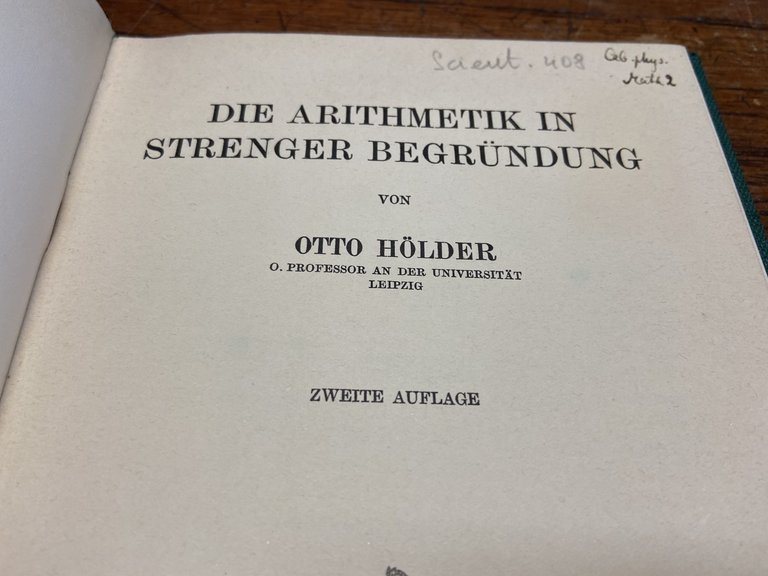 Scient. 408
Cab. phys.
Math 2
DIE ARITHMETIK IN
STRENGER BEGRÜNDUNG
VON
OTTO HÖLDER
O. PROFESSOR AN DER UNIVERSITÄT
LEIPZIG
ZWEITE AUFLAGE